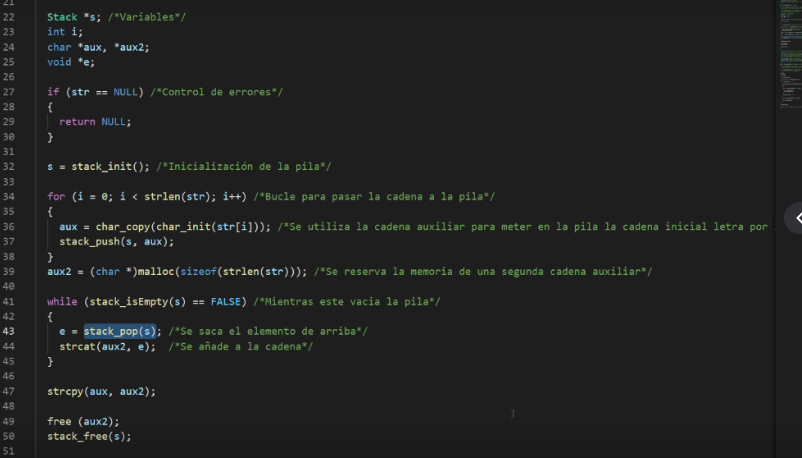 21
22 Stack *s; /*Variables*/
23 int i;
24 char *aux, *aux2;
25 void *e;
26
27 if (str == NULL) /*Control de errores*/
28 {
29 return NULL;
30 }
31
32 s = stack_init(); /*Inicialización de la pila*/
33
34 for (i = 0; i < strlen(str); i++) /*Bucle para pasar la cadena a la pila*/
35 {
36 aux = char_copy(char_init(str[i])); /*Se utiliza la cadena auxiliar para meter en la pila la cadena inicial letra por
37 stack_push(s, aux);
38 }
39 aux2 = (char *)malloc(sizeof(strlen(str))); /*Se reserva la memoria de una segunda cadena auxiliar*/
40
41 while (stack_isEmpty(s) == FALSE) /*Mientras este vacia la pila*/
42 {
43 e = stack_pop(s); /*Se saca el elemento de arriba*/
44 strcat(aux2, e); /*Se añade a la cadena*/
45 }
46
47 strcpy(aux, aux2);
48
49 free (aux2);
50 stack_free(s);
51